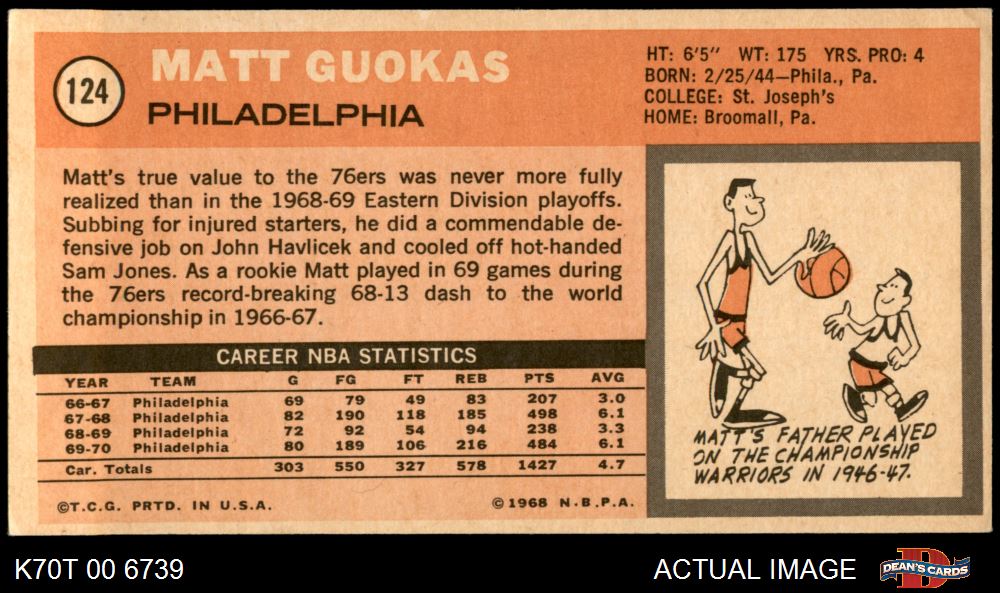 124
MATT GUOKAS
PHILADELPHIA
HT: 6'5" WT: 175 YRS. PRO: 4
BORN: 2/25/44—Phila., Pa.
COLLEGE: St. Joseph's
HOME: Broomall, Pa.
Matt's true value to the 76ers was never more fully
realized than in the 1968-69 Eastern Division playoffs.
Subbing for injured starters, he did a commendable de-
fensive job on John Havlicek and cooled off hot-handed
Sam Jones. As a rookie Matt played in 69 games during
the 76ers record-breaking 68-13 dash to the world
championship in 1966-67.
CAREER NBA STATISTICS
YEAR TEAM G FG FT REB PTS AVG
66-67 Philadelphia 69 79 49 83 207 3.0
67-68 Philadelphia 82 190 118 185 498 6.1
68-69 Philadelphia 72 92 54 94 238 3.3
69-70 Philadelphia 80 189 106 216 484 6.1
Car. Totals 303 550 327 578 1427 4.7
©T.C.G. PRTD. IN U.S.A. ©1968 N.B.P.A.
MATT'S FATHER PLAYED
ON THE CHAMPIONSHIP
WARRIORS IN 1946-47.
K70T 00 6739
ACTUAL IMAGE
D
DEAN'S CARDS